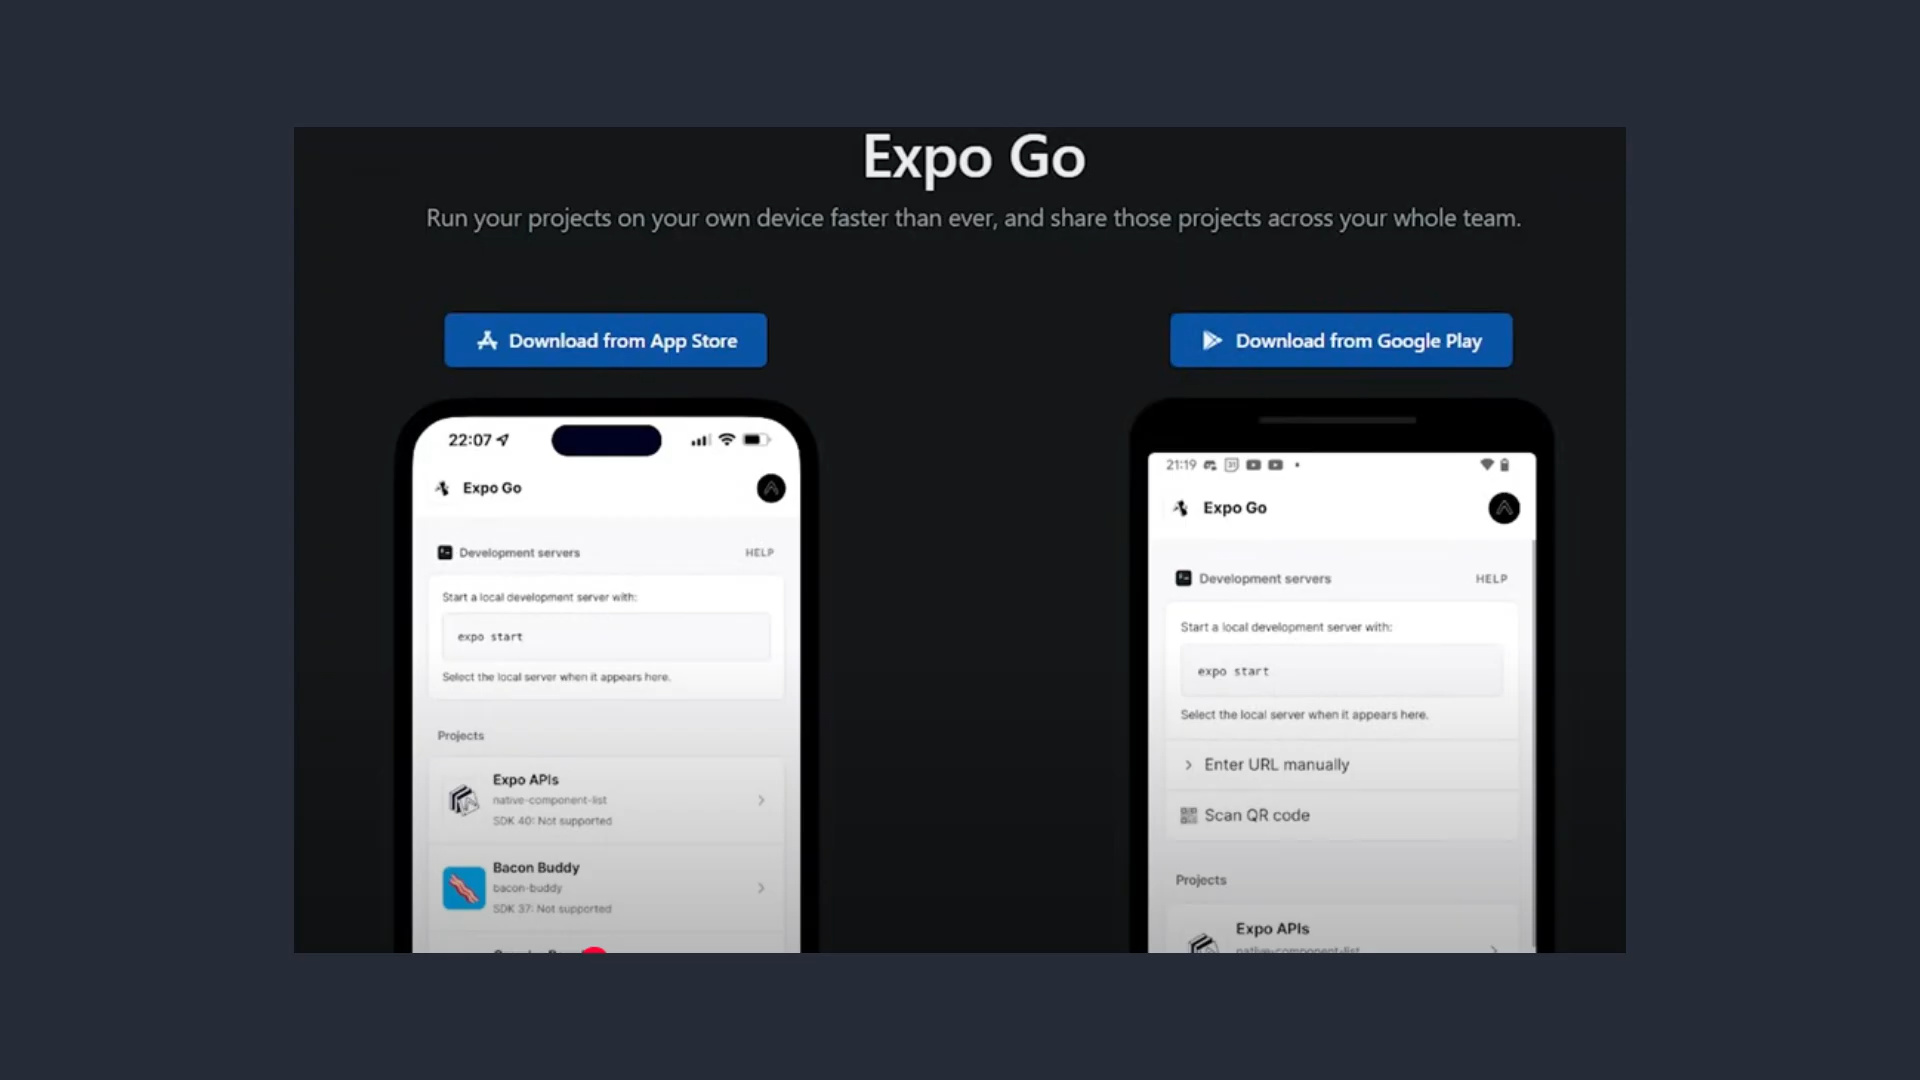 Expo Go
Run your projects on your own device faster than ever, and share those projects across your whole team.
Download from App Store
22:07
Expo Go
Development servers
HELP
Start a local development server with:
expo start
Select the local server when it appears here.
Projects
Expo APIs
native-component-list
SDK 40: Not supported
Bacon Buddy
bacon-buddy
SDK 37: Not supported
Download from Google Play
21:19
31
Expo Go
Development servers
HELP
Start a local development server with:
expo start
Select the local server when it appears here.
Enter URL manually
Scan QR code
Projects
Expo APIs
native-component-list